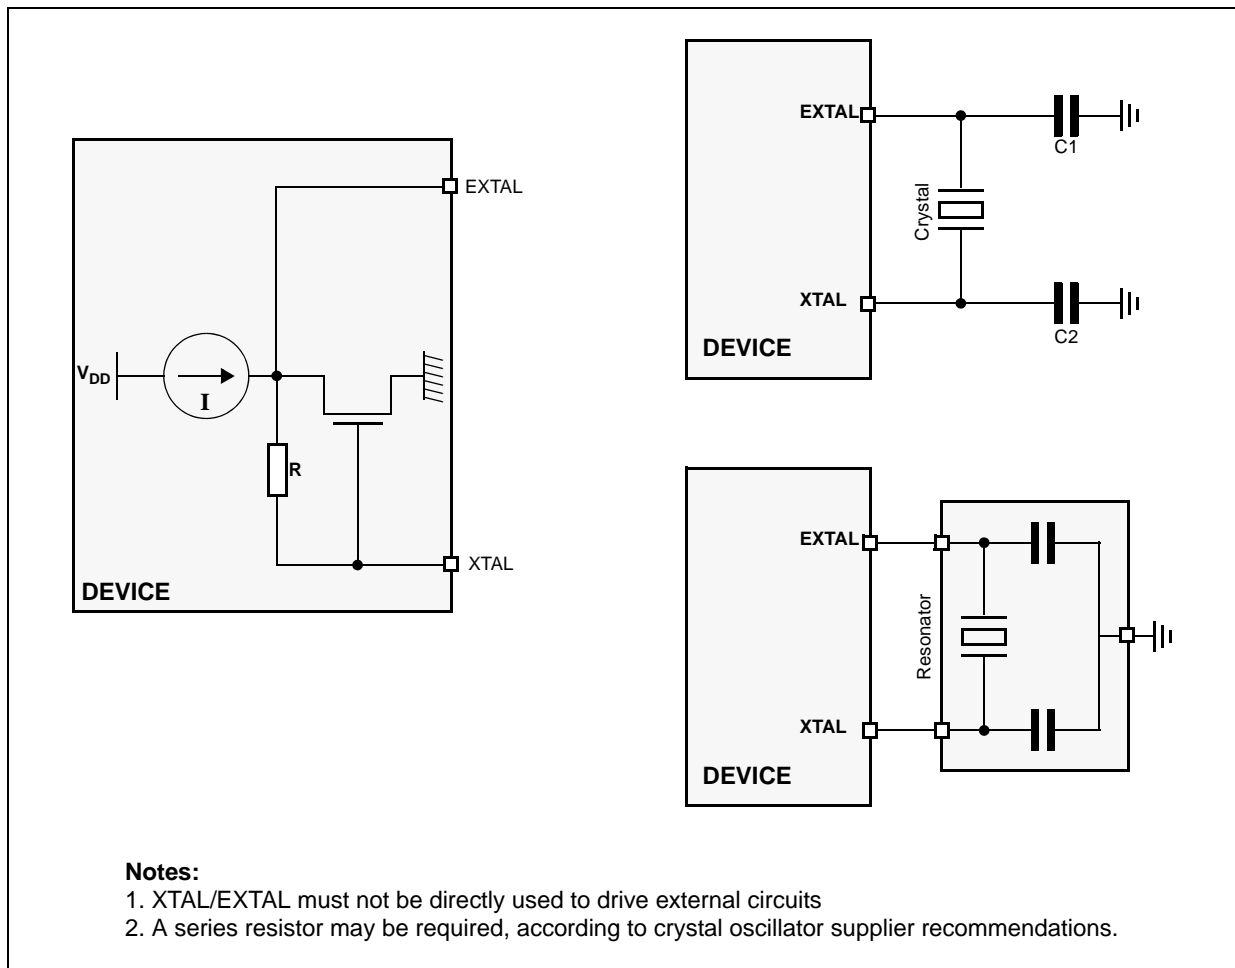 EXTAL
V_DD
I
R
XTAL
DEVICE
EXTAL
C1
Crystal
XTAL
C2
DEVICE
EXTAL
Resonator
XTAL
DEVICE
Notes:
1. XTAL/EXTAL must not be directly used to drive external circuits
2. A series resistor may be required, according to crystal oscillator supplier recommendations.